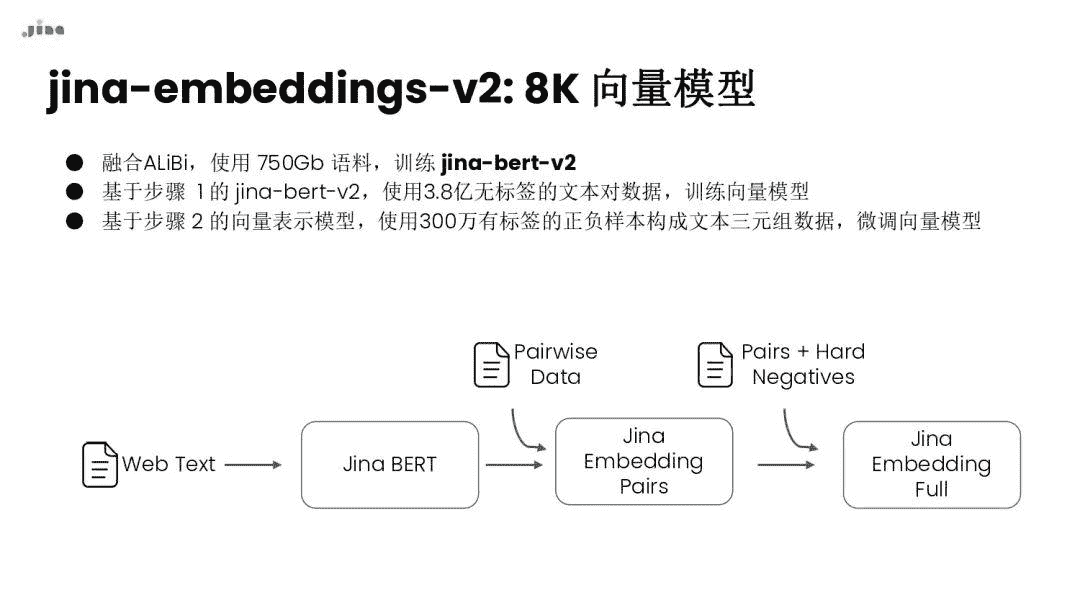 Jina
jina-embeddings-v2: 8K 向量模型
● 融合ALiBi，使用 750Gb 语料，训练 jina-bert-v2
● 基于步骤 1 的 jina-bert-v2，使用3.8亿无标签的文本对数据，训练向量模型
● 基于步骤 2 的向量表示模型，使用300万有标签的正负样本构成文本三元组数据，微调向量模型
Pairwise
Data
Pairs + Hard
Negatives
Web Text
Jina BERT
Jina
Embedding
Pairs
Jina
Embedding
Full